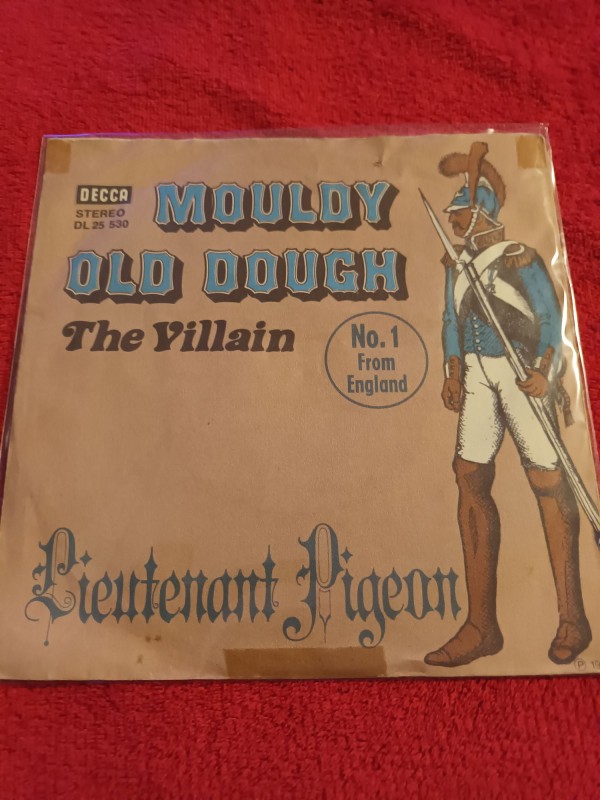 DECCA
STEREO
DL 25 530
MOULDY
OLD DOUGH
The Villain
No. 1
From
England
Lieutenant Pigeon